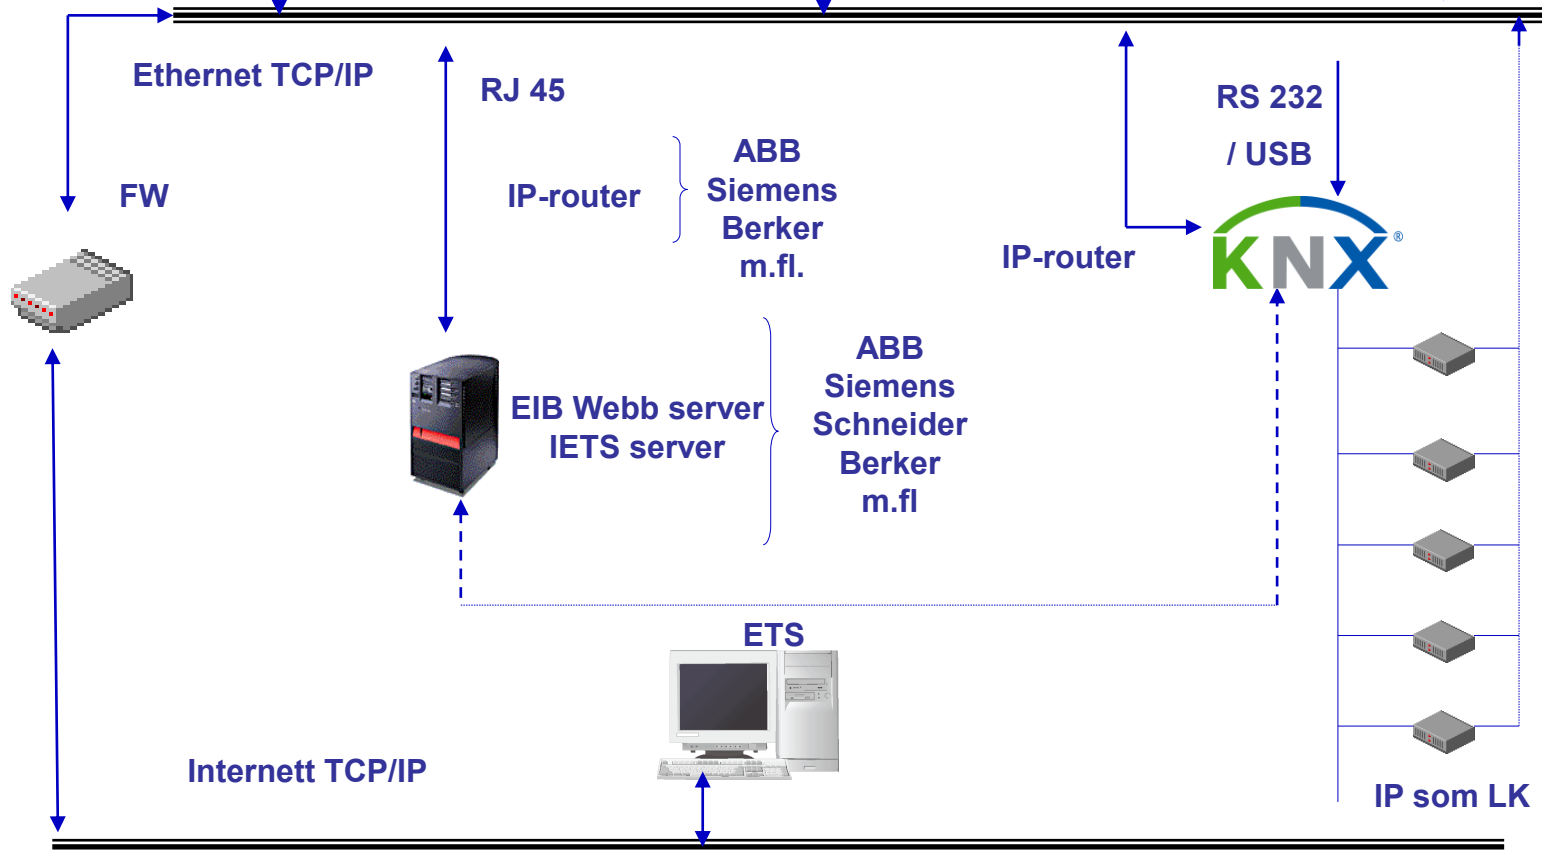 Ethernet TCP/IP
RJ 45
RS 232
/ USB
FW
IP-router
ABB
Siemens
Berker
m.fl.
IP-router
KNX®
EIB Webb server
IETS server
ABB
Siemens
Schneider
Berker
m.fl
ETS
Internett TCP/IP
IP som LK